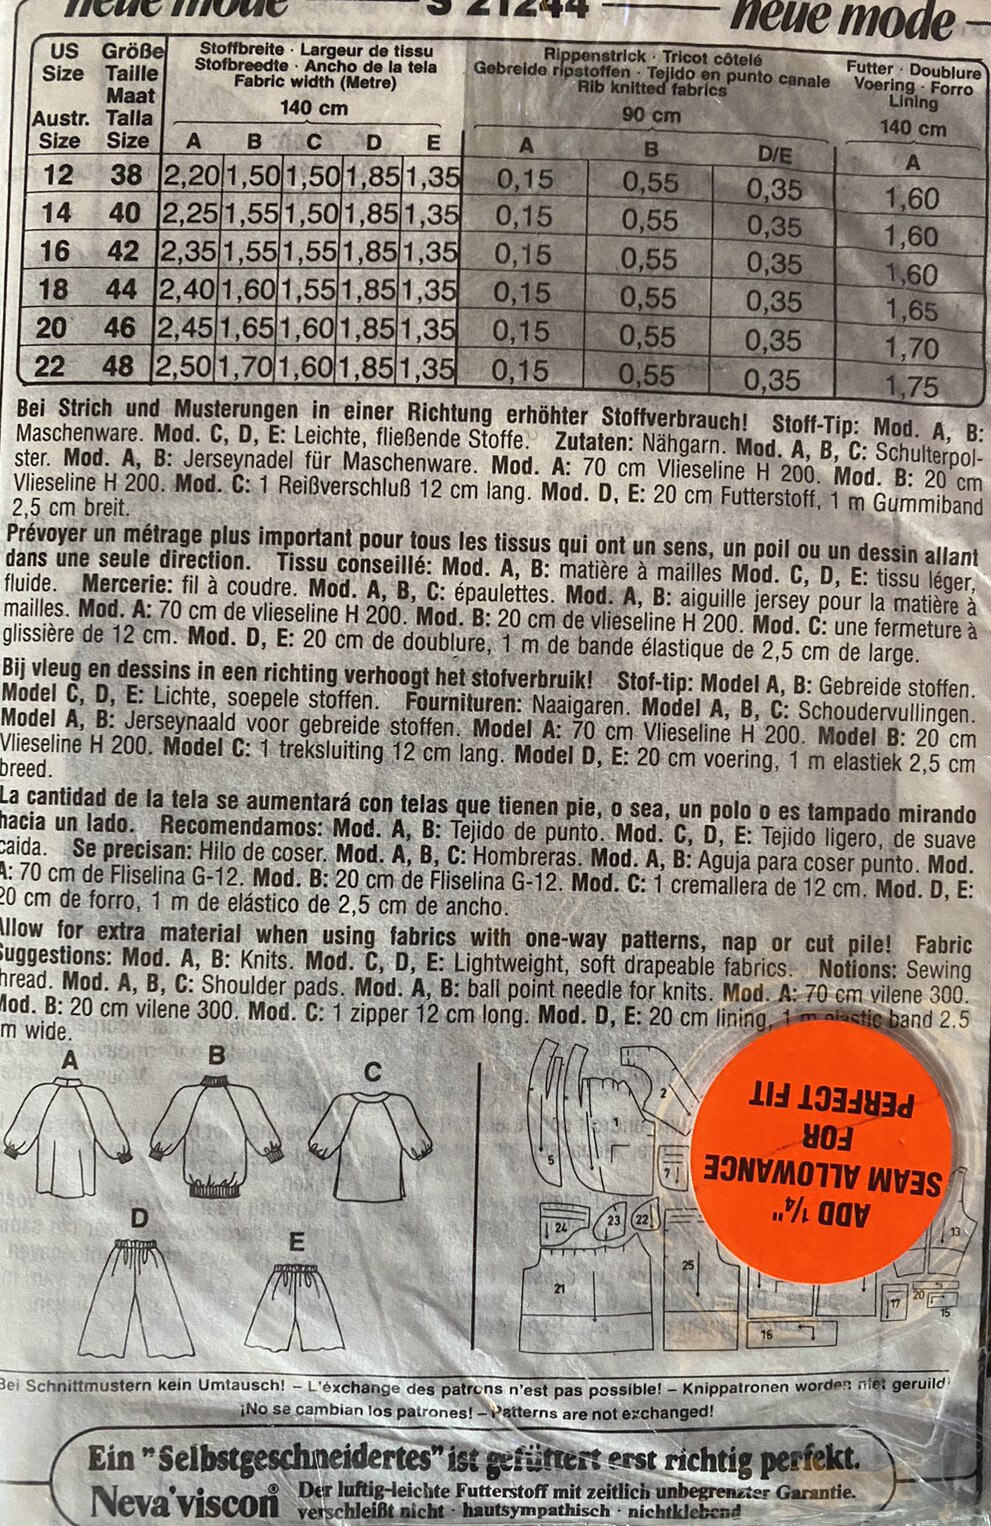 neue mode S 21244 neue mode
US Größe Stoffbreite · Largeur de tissu Rippenstrick · Tricot côtelé Futter · Doublure
Size Taille Stoffbreedte · Ancho de la tela Gebreide ripstoffen · Tejido en punto canale Voering · Forro
Maat Fabric width (Metre) Rib knitted fabrics Lining
Austr. Talla 140 cm 90 cm 140 cm
Size Size A B C D E A B D/E A
12 38 2,20 1,50 1,50 1,85 1,35 0,15 0,55 0,35 1,60
14 40 2,25 1,55 1,50 1,85 1,35 0,15 0,55 0,35 1,60
16 42 2,35 1,55 1,55 1,85 1,35 0,15 0,55 0,35 1,60
18 44 2,40 1,60 1,55 1,85 1,35 0,15 0,55 0,35 1,65
20 46 2,45 1,65 1,60 1,85 1,35 0,15 0,55 0,35 1,70
22 48 2,50 1,70 1,60 1,85 1,35 0,15 0,55 0,35 1,75
Bei Strich und Musterungen in einer Richtung erhöhter Stoffverbrauch! Stoff-Tip: Mod. A, B:
Maschenware. Mod. C, D, E: Leichte, fließende Stoffe. Zutaten: Nähgarn. Mod. A, B, C: Schulterpol-
ster. Mod. A, B: Jerseynadel für Maschenware. Mod. A: 70 cm Vlieseline H 200. Mod. B: 20 cm
Vlieseline H 200. Mod. C: 1 Reißverschluß 12 cm lang. Mod. D, E: 20 cm Futterstoff, 1 m Gummiband
2,5 cm breit.
Prévoyer un métrage plus important pour tous les tissus qui ont un sens, un poil ou un dessin allant
dans une seule direction. Tissu conseillé: Mod. A, B: matière à mailles Mod. C, D, E: tissu léger,
fluide. Mercerie: fil à coudre. Mod. A, B, C: épaulettes. Mod. A, B: aiguille jersey pour la matière à
mailles. Mod. A: 70 cm de vlieseline H 200. Mod. B: 20 cm de vlieseline H 200. Mod. C: une fermeture à
glissière de 12 cm. Mod. D, E: 20 cm de doublure, 1 m de bande élastique de 2,5 cm de large.
Bij vleug en dessins in een richting verhoogt het stofverbruik! Stof-tip: Model A, B: Gebreide stoffen.
Model C, D, E: Lichte, soepele stoffen. Fournituren: Naaigaren. Model A, B, C: Schoudervullingen.
Model A, B: Jerseynaald voor gebreide stoffen. Model A: 70 cm Vlieseline H 200. Model B: 20 cm
Vlieseline H 200. Model C: 1 treksluiting 12 cm lang. Model D, E: 20 cm voering, 1 m elastiek 2,5 cm
breed.
La cantidad de la tela se aumentará con telas que tienen pie, o sea, un polo o es tampado mirando
hacia un lado. Recomendamos: Mod. A, B: Tejido de punto. Mod. C, D, E: Tejido ligero, de suave
caida. Se precisan: Hilo de coser. Mod. A, B, C: Hombreras. Mod. A, B: Aguja para coser punto. Mod.
A: 70 cm de Fliselina G-12. Mod. B: 20 cm de Fliselina G-12. Mod. C: 1 cremallera de 12 cm. Mod. D, E:
20 cm de forro, 1 m de elástico de 2,5 cm de ancho.
Allow for extra material when using fabrics with one-way patterns, nap or cut pile! Fabric
Suggestions: Mod. A, B: Knits. Mod. C, D, E: Lightweight, soft drapeable fabrics. Notions: Sewing
hread. Mod. A, B, C: Shoulder pads. Mod. A, B: ball point needle for knits. Mod. A: 70 cm vilene 300.
Mod. B: 20 cm vilene 300. Mod. C: 1 zipper 12 cm long. Mod. D, E: 20 cm lining, 1 m elastic band 2.5
m wide.
A B C
D E
1 2 5 7
24 23 22 13
21 25 17 20 15
16
ADD ¼"
SEAM ALLOWANCE
FOR
PERFECT FIT
Bei Schnittmustern kein Umtausch! – L'éxchange des patrons n'est pas possible! – Knippatronen worden niet geruild
¡No se cambian los patrones! – Patterns are not exchanged!
Ein "Selbstgeschneidertes" ist gefüttert erst richtig perfekt.
Neva'viscon® Der luftig-leichte Futterstoff mit zeitlich unbegrenzter Garantie.
verschleißt nicht · hautsympathisch · nichtklebend